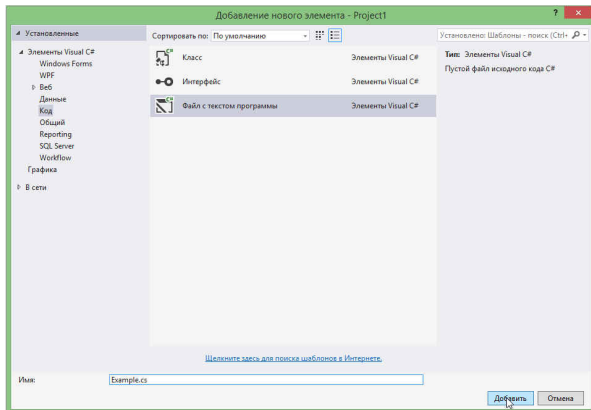 Добавление нового элемента - Project1
? ×
Установленные
Сортировать по: По умолчанию
Установлено: Шаблоны - поиск (Ctrl+
Элементы Visual C#
Windows Forms
WPF
Веб
Данные
Код
Общий
Reporting
SQL Server
Workflow
Графика
В сети
Класс Элементы Visual C#
Интерфейс Элементы Visual C#
Файл с текстом программы Элементы Visual C#
Тип: Элементы Visual C#
Пустой файл исходного кода C#
Щелкните здесь для поиска шаблонов в Интернете.
Имя: Example.cs
Добавить Отмена